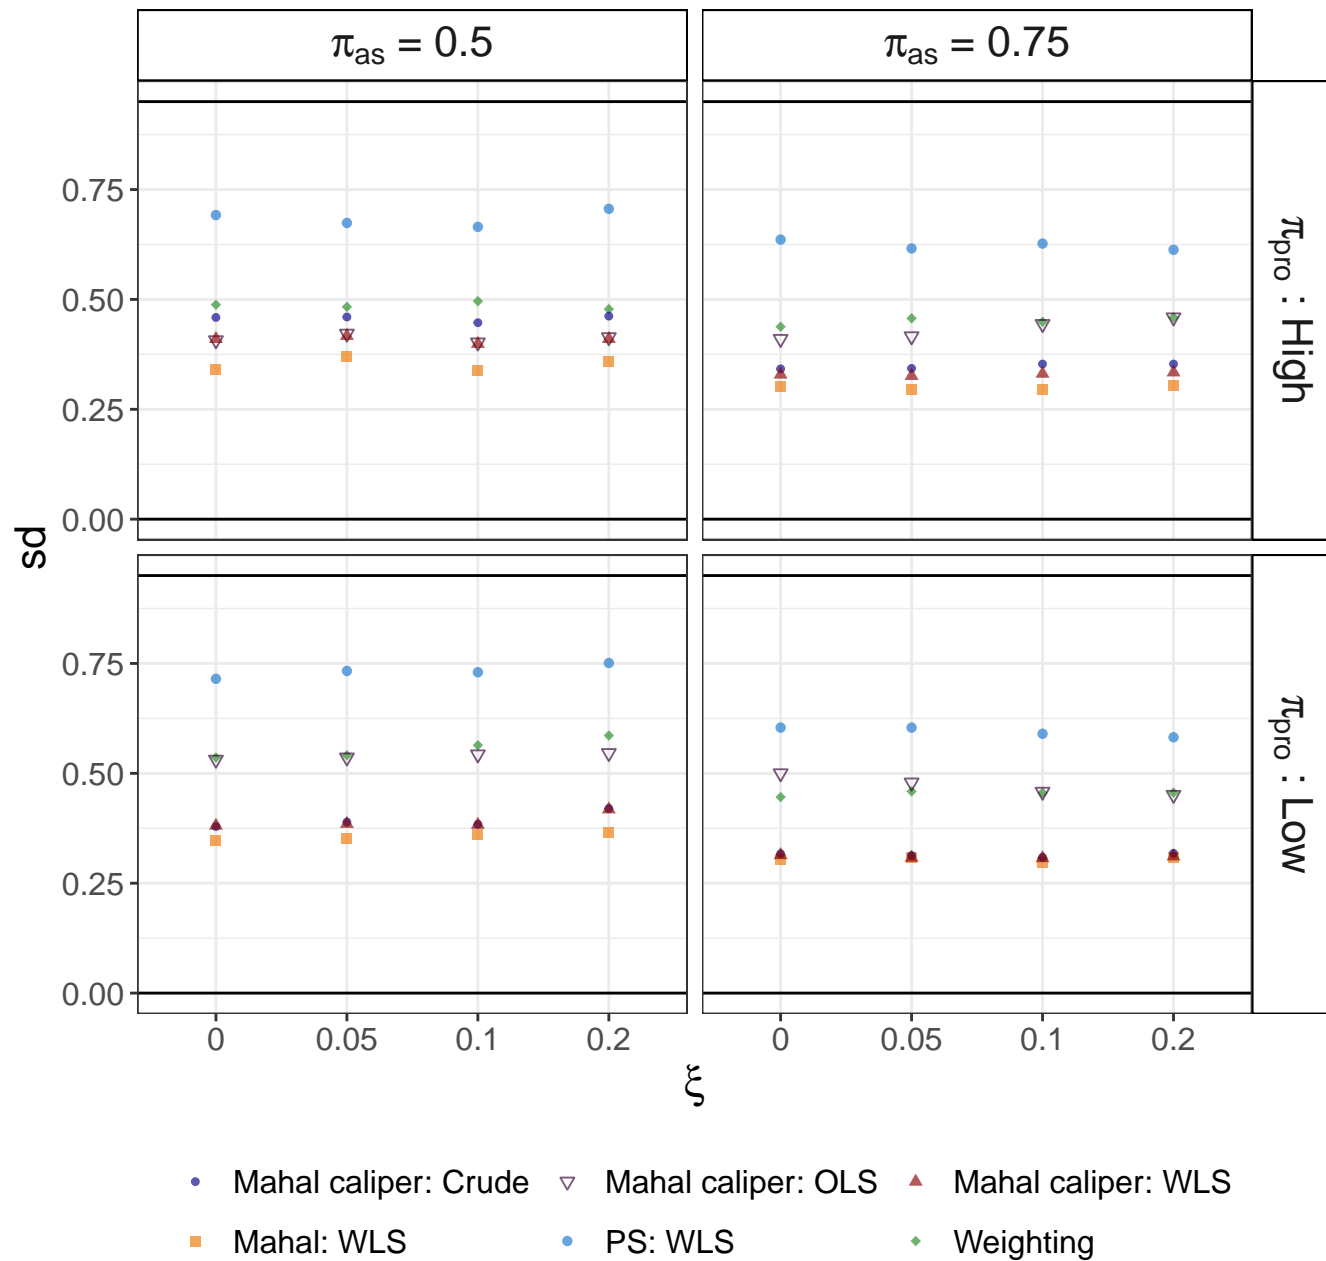 π_as = 0.5
π_as = 0.75
0.75
0.50
0.25
0.00
π_pro : High
sd
0.75
0.50
0.25
0.00
π_pro : Low
0 0.05 0.1 0.2
0 0.05 0.1 0.2
ξ
Mahal caliper: Crude
Mahal caliper: OLS
Mahal caliper: WLS
Mahal: WLS
PS: WLS
Weighting